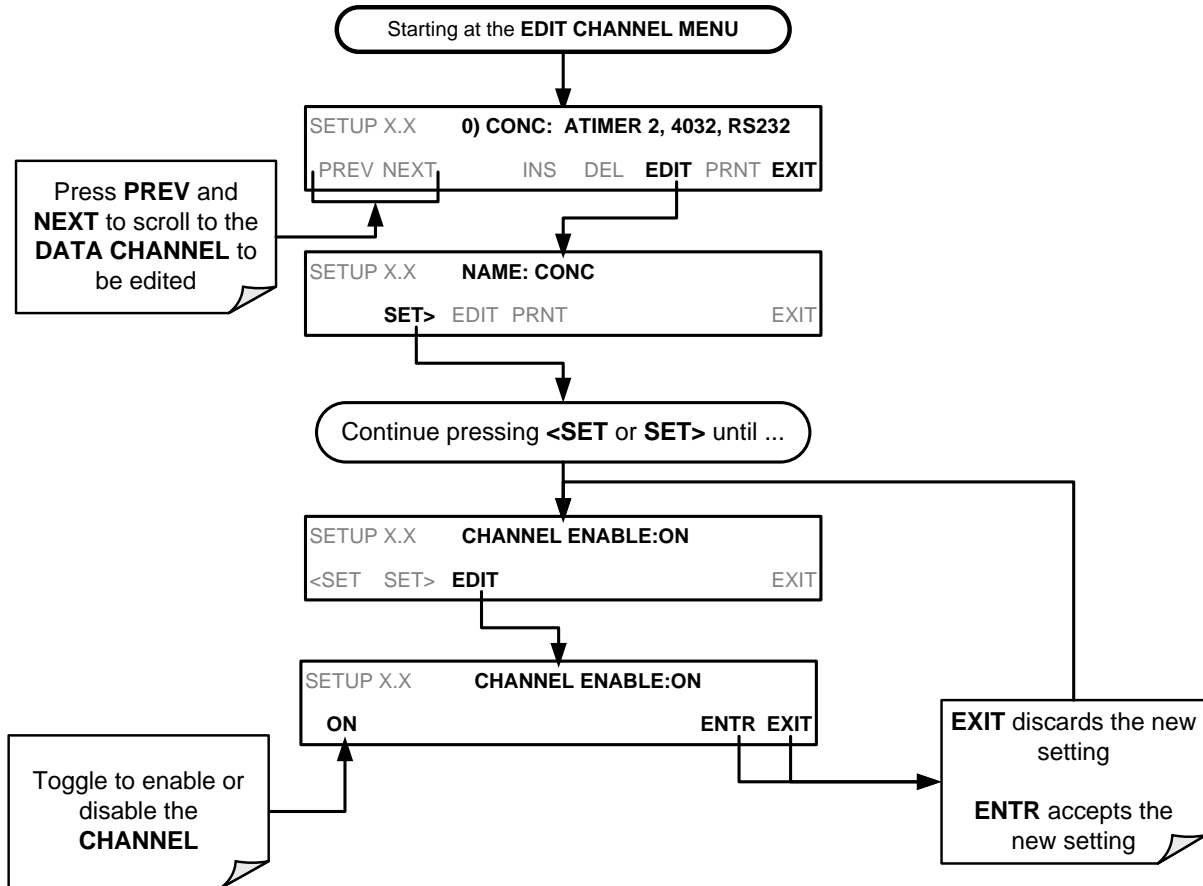 Starting at the EDIT CHANNEL MENU
SETUP X.X 0) CONC: ATIMER 2, 4032, RS232
PREV NEXT INS DEL EDIT PRNT EXIT
Press PREV and
NEXT to scroll to the
DATA CHANNEL to
be edited
SETUP X.X NAME: CONC
SET> EDIT PRNT EXIT
Continue pressing <SET or SET> until ...
SETUP X.X CHANNEL ENABLE:ON
<SET SET> EDIT EXIT
SETUP X.X CHANNEL ENABLE:ON
ON ENTR EXIT
Toggle to enable or
disable the
CHANNEL
EXIT discards the new
setting
ENTR accepts the
new setting